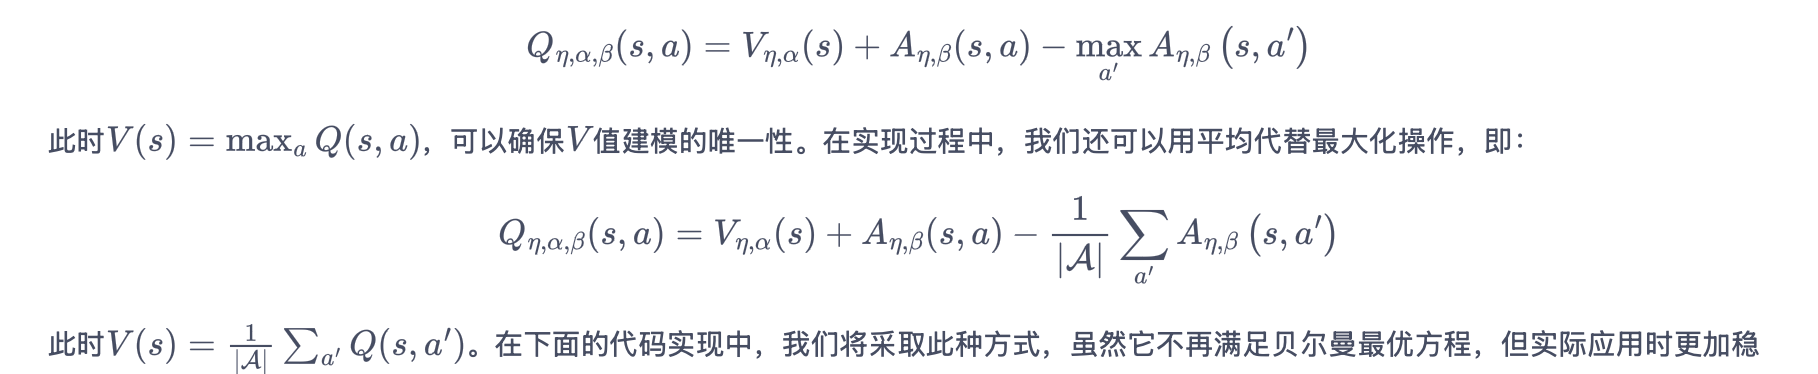 $$Q_{\eta,\alpha,\beta}(s,a) = V_{\eta,\alpha}(s) + A_{\eta,\beta}(s,a) - \max_{a'} A_{\eta,\beta}\left(s,a'\right)$$
此时$V(s) = \max_a Q(s,a)$，可以确保$V$值建模的唯一性。在实现过程中，我们还可以用平均代替最大化操作，即：
$$Q_{\eta,\alpha,\beta}(s,a) = V_{\eta,\alpha}(s) + A_{\eta,\beta}(s,a) - \frac{1}{|\mathcal{A}|} \sum_{a'} A_{\eta,\beta}\left(s,a'\right)$$
此时$V(s) = \frac{1}{|\mathcal{A}|} \sum_{a'} Q(s,a')$。在下面的代码实现中，我们将采取此种方式，虽然它不再满足贝尔曼最优方程，但实际应用时更加稳